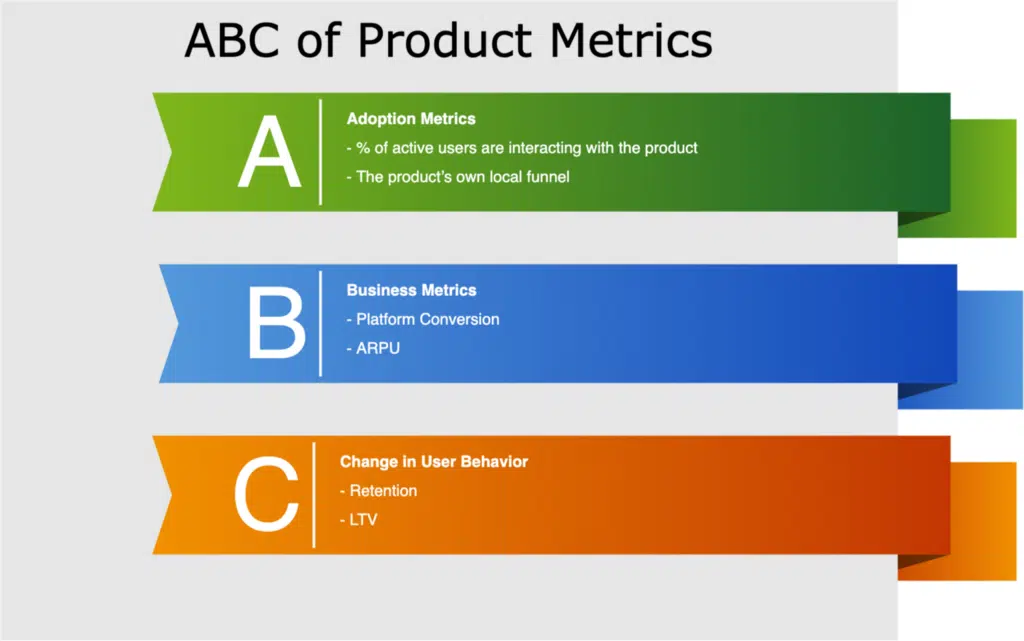 ABC of Product Metrics
A
Adoption Metrics
- % of active users are interacting with the product
- The product’s own local funnel
B
Business Metrics
- Platform Conversion
- ARPU
C
Change in User Behavior
- Retention
- LTV